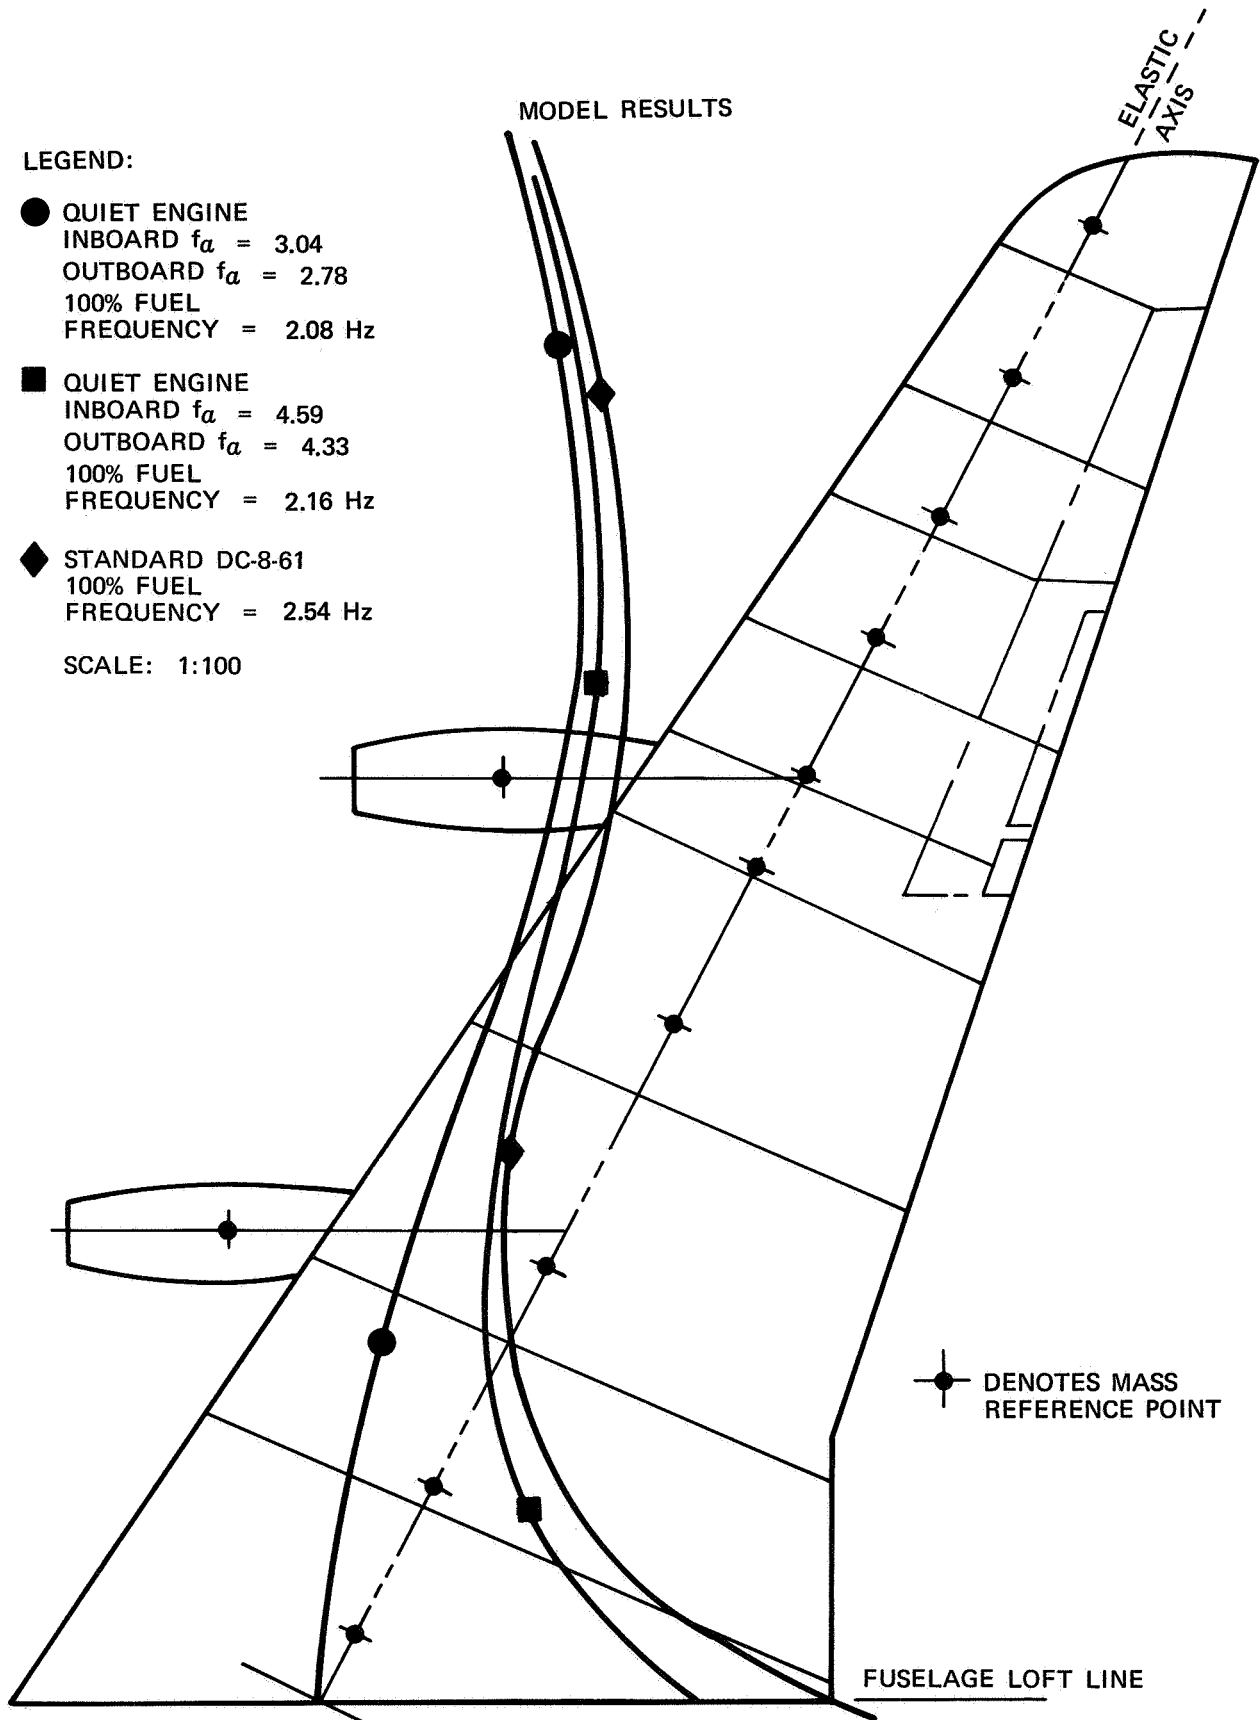 MODEL RESULTS
ELASTIC
AXIS
LEGEND:
QUIET ENGINE
INBOARD fa = 3.04
OUTBOARD fa = 2.78
100% FUEL
FREQUENCY = 2.08 Hz
QUIET ENGINE
INBOARD fa = 4.59
OUTBOARD fa = 4.33
100% FUEL
FREQUENCY = 2.16 Hz
STANDARD DC-8-61
100% FUEL
FREQUENCY = 2.54 Hz
SCALE: 1:100
DENOTES MASS
REFERENCE POINT
FUSELAGE LOFT LINE